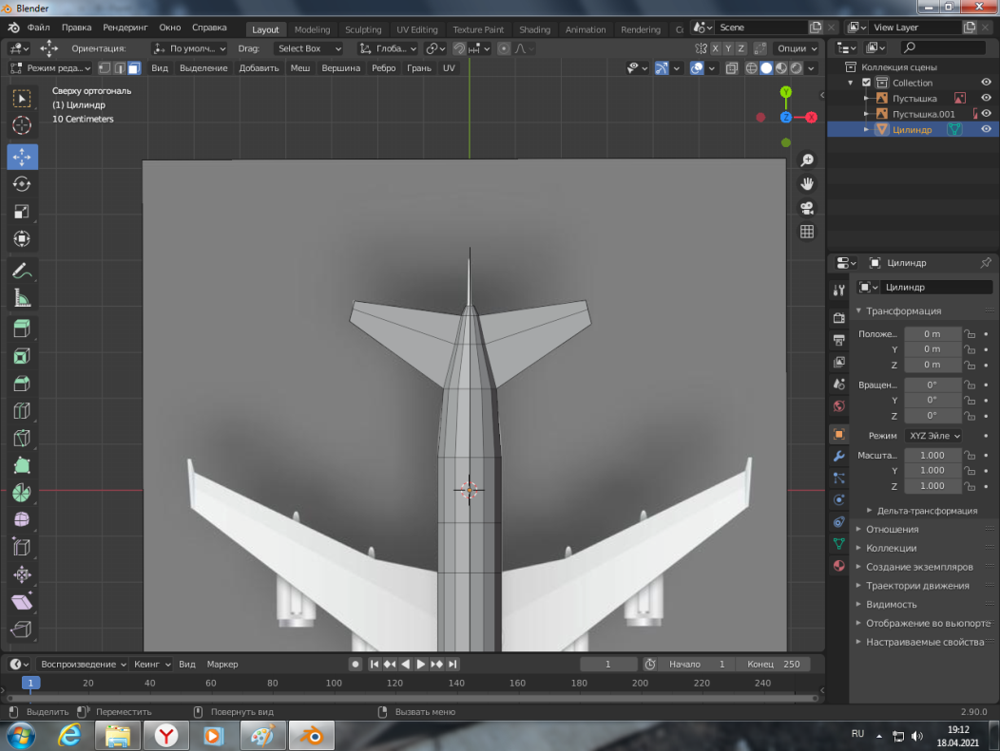 Blender
Файл Правка Рендеринг Окно Справка Layout Modeling Sculpting UV Editing Texture Paint Shading Animation Rendering Scene View Layer
Ориентация: По умолч... Drag: Select Box Глоба... X Y Z Опции
Режим реда... Вид Выделение Добавить Меш Вершина Ребро Грань UV
Сверху ортогональ
(1) Цилиндр
10 Centimeters
Y
Z
X
Коллекция сцены
Collection
Пустышка
Пустышка.001
Цилиндр
Цилиндр
Цилиндр
Трансформация
Положе... 0 m
Y 0 m
Z 0 m
Вращен... 0°
Y 0°
Z 0°
Режим XYZ Эйле
Масшта... 1.000
Y 1.000
Z 1.000
Дельта-трансформация
Отношения
Коллекции
Создание экземпляров
Траектории движения
Видимость
Отображение во вьюпорте
Настраиваемые свойства
Воспроизведение Кеинг Вид Маркер 1 Начало 1 Конец 250
1 20 40 60 80 100 120 140 160 180 200 220 240
Выделить Переместить Повернуть вид Вызвать меню 2.90.0
RU 19:12
18.04.2021